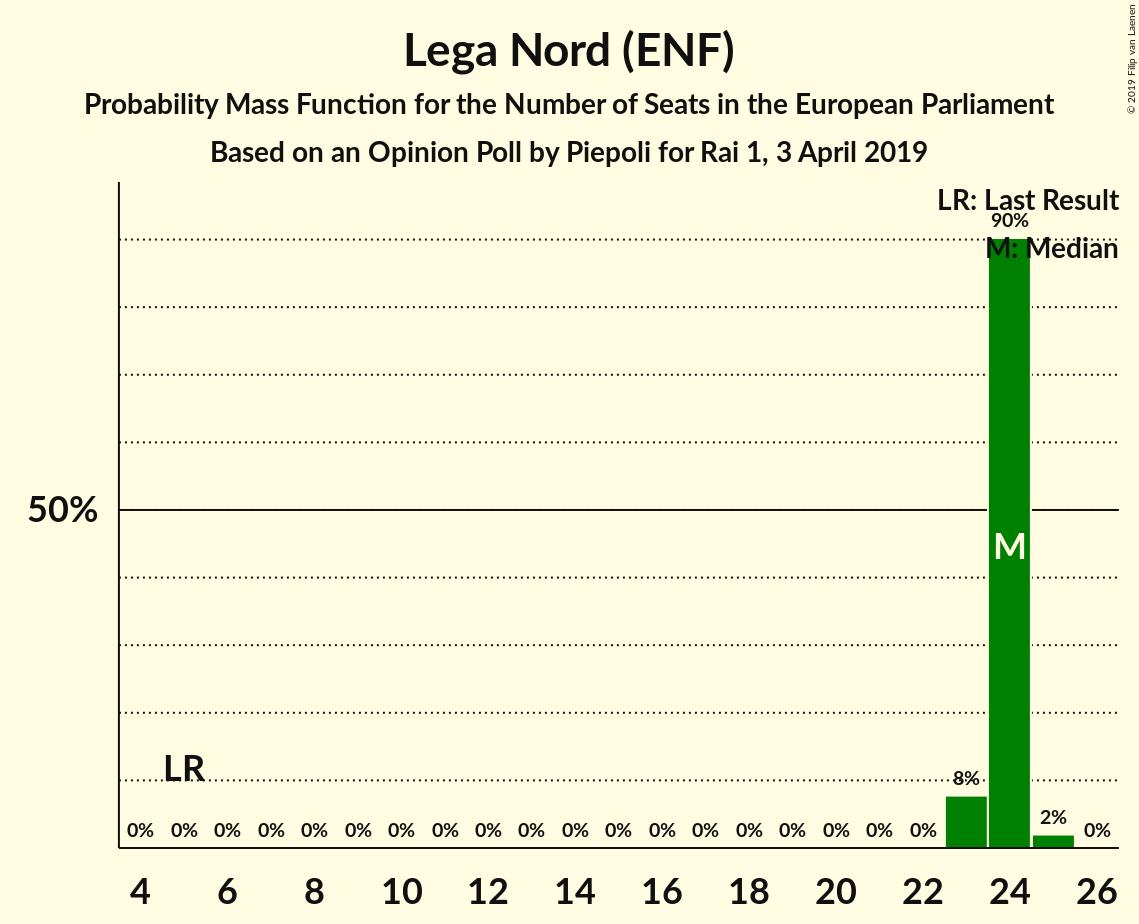 Lega Nord (ENF)
Probability Mass Function for the Number of Seats in the European Parliament
Based on an Opinion Poll by Piepoli for Rai 1, 3 April 2019
© 2019 Filip van Laenen
LR: Last Result
90%
M: Median
50%
M
LR
8%
0% 0% 0% 0% 0% 0% 0% 0% 0% 0% 0% 0% 0% 0% 0% 0% 0% 0% 0% 2% 0%
4 6 8 10 12 14 16 18 20 22 24 26